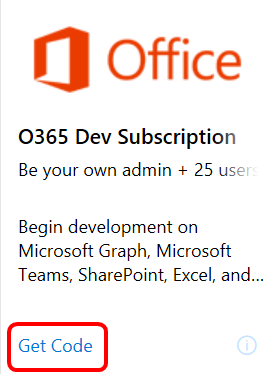 Office
O365 Dev Subscription
Be your own admin + 25 users
Begin development on
Microsoft Graph, Microsoft
Teams, SharePoint, Excel, and...
Get Code